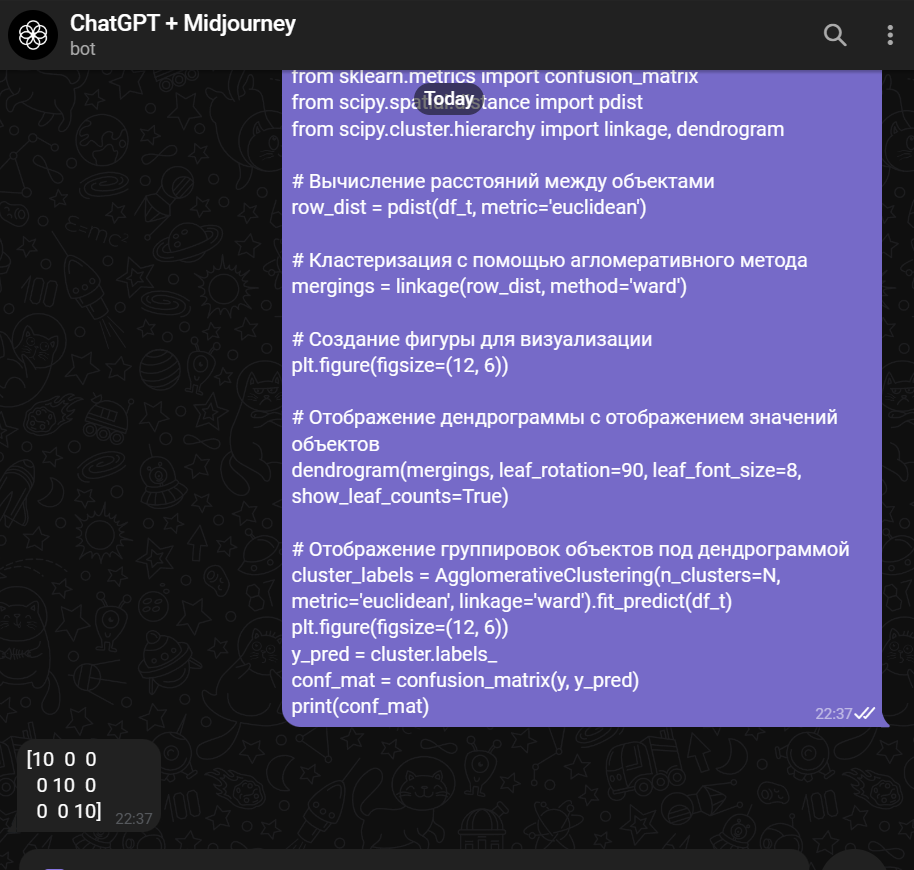 ChatGPT + Midjourney
bot
from sklearn.metrics import confusion_matrix
Today
from scipy.spatial.distance import pdist
from scipy.cluster.hierarchy import linkage, dendrogram
# Вычисление расстояний между объектами
row_dist = pdist(df_t, metric='euclidean')
# Кластеризация с помощью агломеративного метода
mergings = linkage(row_dist, method='ward')
# Создание фигуры для визуализации
plt.figure(figsize=(12, 6))
# Отображение дендрограммы с отображением значений
объектов
dendrogram(mergings, leaf_rotation=90, leaf_font_size=8,
show_leaf_counts=True)
# Отображение группировок объектов под дендрограммой
cluster_labels = AgglomerativeClustering(n_clusters=N,
metric='euclidean', linkage='ward').fit_predict(df_t)
plt.figure(figsize=(12, 6))
y_pred = cluster.labels_
conf_mat = confusion_matrix(y, y_pred)
print(conf_mat)
22:37
[10 0 0
0 10 0
0 0 10]
22:37